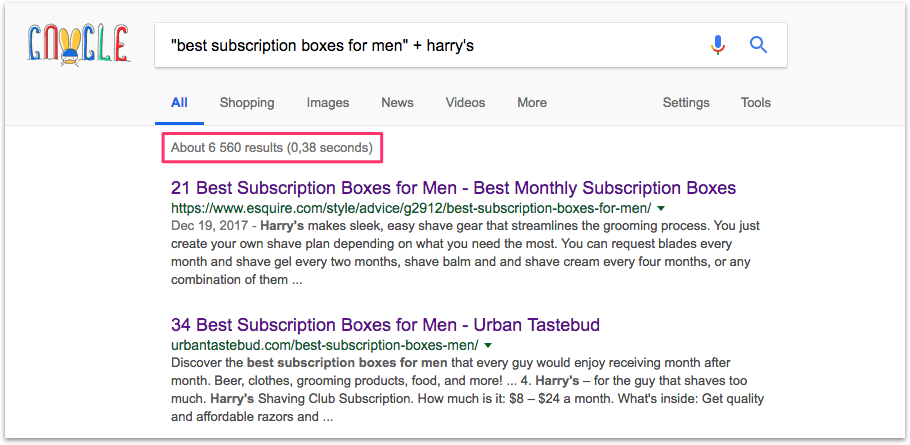 GOOGLE
"best subscription boxes for men" + harry's
All Shopping Images News Videos More Settings Tools
About 6 560 results (0,38 seconds)
21 Best Subscription Boxes for Men - Best Monthly Subscription Boxes
https://www.esquire.com/style/advice/g2912/best-subscription-boxes-for-men/
Dec 19, 2017 - Harry's makes sleek, easy shave gear that streamlines the grooming process. You just
create your own shave plan depending on what you need the most. You can request blades every
month and shave gel every two months, shave balm and and shave cream every four months, or any
combination of them ...
34 Best Subscription Boxes for Men - Urban Tastebud
urbantastebud.com/best-subscription-boxes-men/
Discover the best subscription boxes for men that every guy would enjoy receiving month after
month. Beer, clothes, grooming products, food, and more! ... 4. Harry's – for the guy that shaves too
much. Harry's Shaving Club Subscription. How much is it: $8 – $24 a month. What's inside: Get quality
and affordable razors and ...